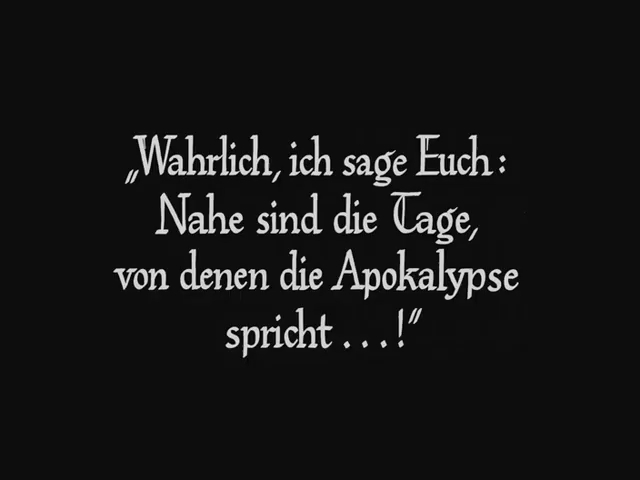 „Wahrlich, ich sage Euch:
Nahe sind die Tage,
von denen die Apokalypse
spricht . . . !“